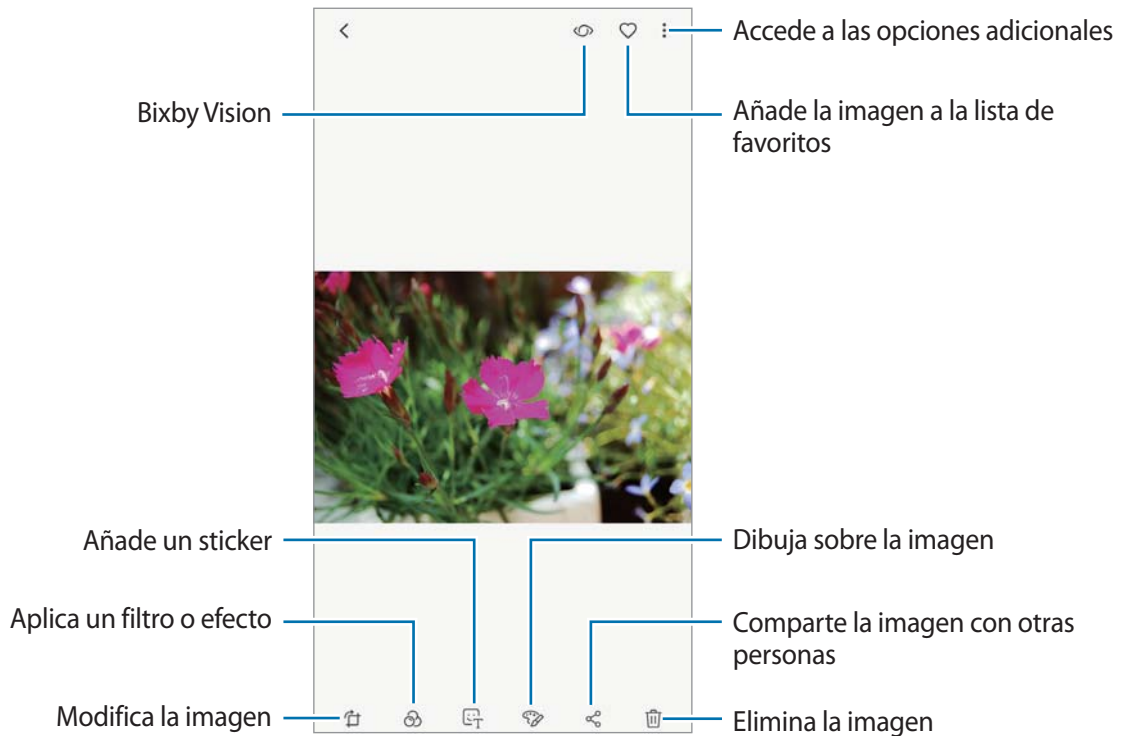 Accede a las opciones adicionales
Bixby Vision
Añade la imagen a la lista de
favoritos
Añade un sticker
Dibuja sobre la imagen
Aplica un filtro o efecto
Comparte la imagen con otras
personas
Modifica la imagen
Elimina la imagen